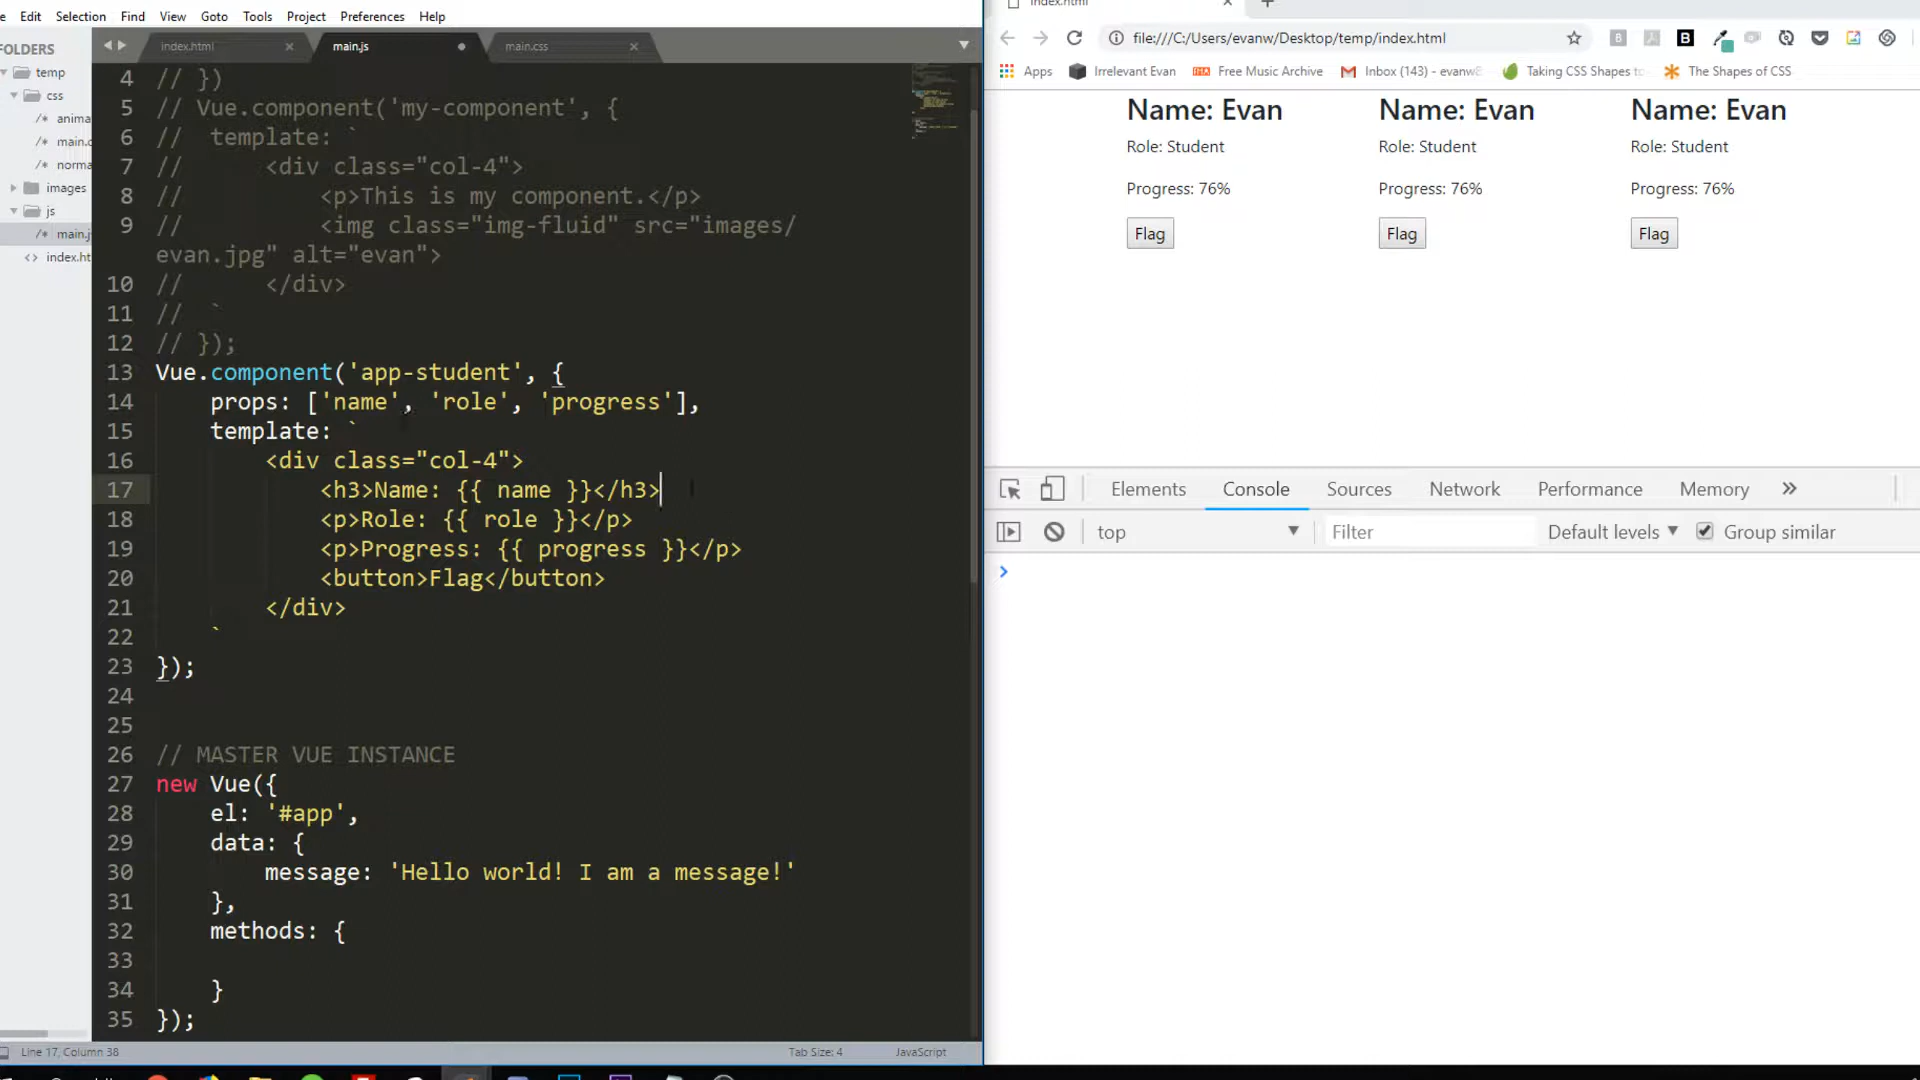 Edit Selection Find View Goto Tools Project Preferences Help
FOLDERS
temp
css
anima
main.c
norma
images
js
main.j
index.ht
index.html main.js main.css
4 // })
5 // Vue.component('my-component', {
6 // template: `
7 // <div class="col-4">
8 // <p>This is my component.</p>
9 // <img class="img-fluid" src="images/
evan.jpg" alt="evan">
10 // </div>
11 // `
12 // });
13 Vue.component('app-student', {
14 props: ['name', 'role', 'progress'],
15 template: `
16 <div class="col-4">
17 <h3>Name: {{ name }}</h3>
18 <p>Role: {{ role }}</p>
19 <p>Progress: {{ progress }}</p>
20 <button>Flag</button>
21 </div>
22 `
23 });
24
25
26 // MASTER VUE INSTANCE
27 new Vue({
28 el: '#app',
29 data: {
30 message: 'Hello world! I am a message!'
31 },
32 methods: {
33
34 }
35 });
Line 17, Column 38 Tab Size: 4 JavaScript
index.html
file:///C:/Users/evanw/Desktop/temp/index.html
Apps Irrelevant Evan Free Music Archive Inbox (143) - evanw Taking CSS Shapes to The Shapes of CSS
Name: Evan Name: Evan Name: Evan
Role: Student Role: Student Role: Student
Progress: 76% Progress: 76% Progress: 76%
Flag Flag Flag
Elements Console Sources Network Performance Memory »
top Filter Default levels Group similar